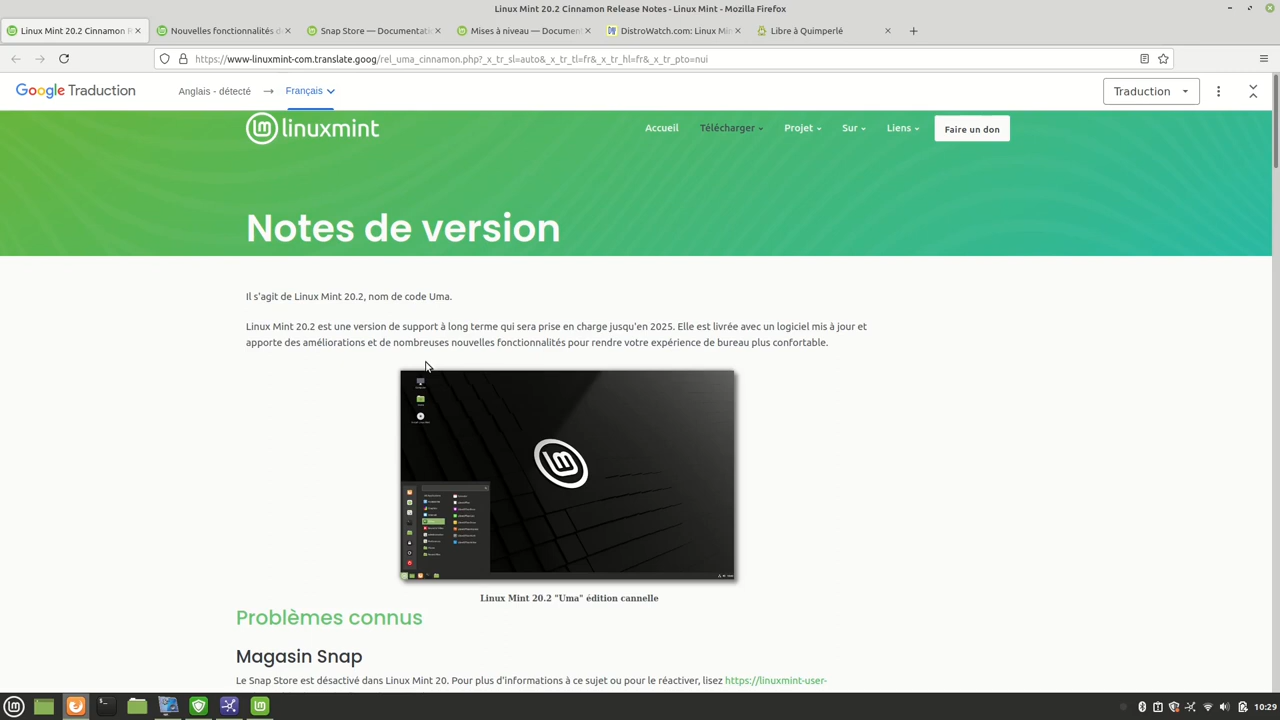 Linux Mint 20.2 Cinnamon Release Notes - Linux Mint - Mozilla Firefox
Linux Mint 20.2 Cinnamon R
Nouvelles fonctionnalités d
Snap Store — Documentatio
Mises à niveau — Document
DistroWatch.com: Linux Min
Libre à Quimperlé
https://www-linuxmint-com.translate.goog/rel_uma_cinnamon.php?_x_tr_sl=auto&_x_tr_tl=fr&_x_tr_hl=fr&_x_tr_pto=nui
Google Traduction
Anglais - détecté
Français
Traduction
linuxmint
Accueil
Télécharger
Projet
Sur
Liens
Faire un don
Notes de version
Il s'agit de Linux Mint 20.2, nom de code Uma.
Linux Mint 20.2 est une version de support à long terme qui sera prise en charge jusqu'en 2025. Elle est livrée avec un logiciel mis à jour et
apporte des améliorations et de nombreuses nouvelles fonctionnalités pour rendre votre expérience de bureau plus confortable.
Linux Mint 20.2 "Uma" édition cannelle
Problèmes connus
Magasin Snap
Le Snap Store est désactivé dans Linux Mint 20. Pour plus d'informations à ce sujet ou pour le réactiver, lisez https://linuxmint-user-
10:29